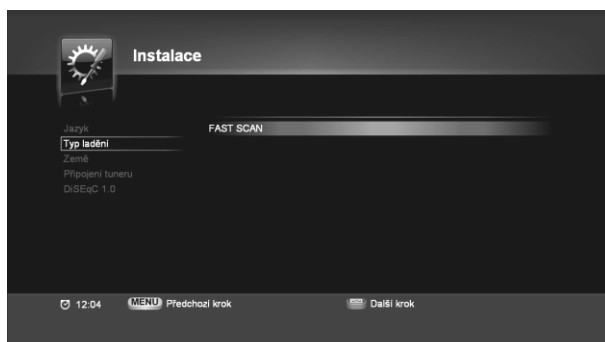 Instalace
Jazyk
FAST SCAN
Typ ladění
Země
Připojení tuneru
DiSEqC 1.0
12:04 MENU Předchozí krok Další krok